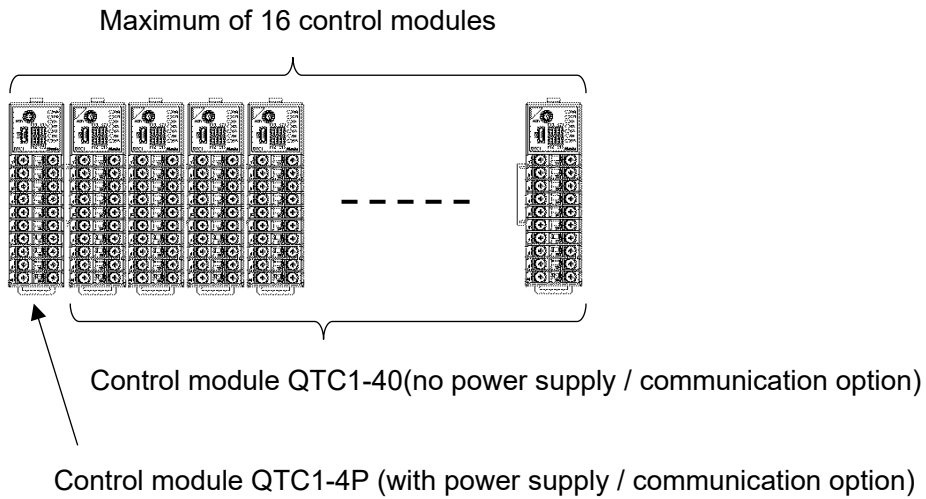 Maximum of 16 control modules
Control module QTC1-40(no power supply / communication option)
Control module QTC1-4P (with power supply / communication option)